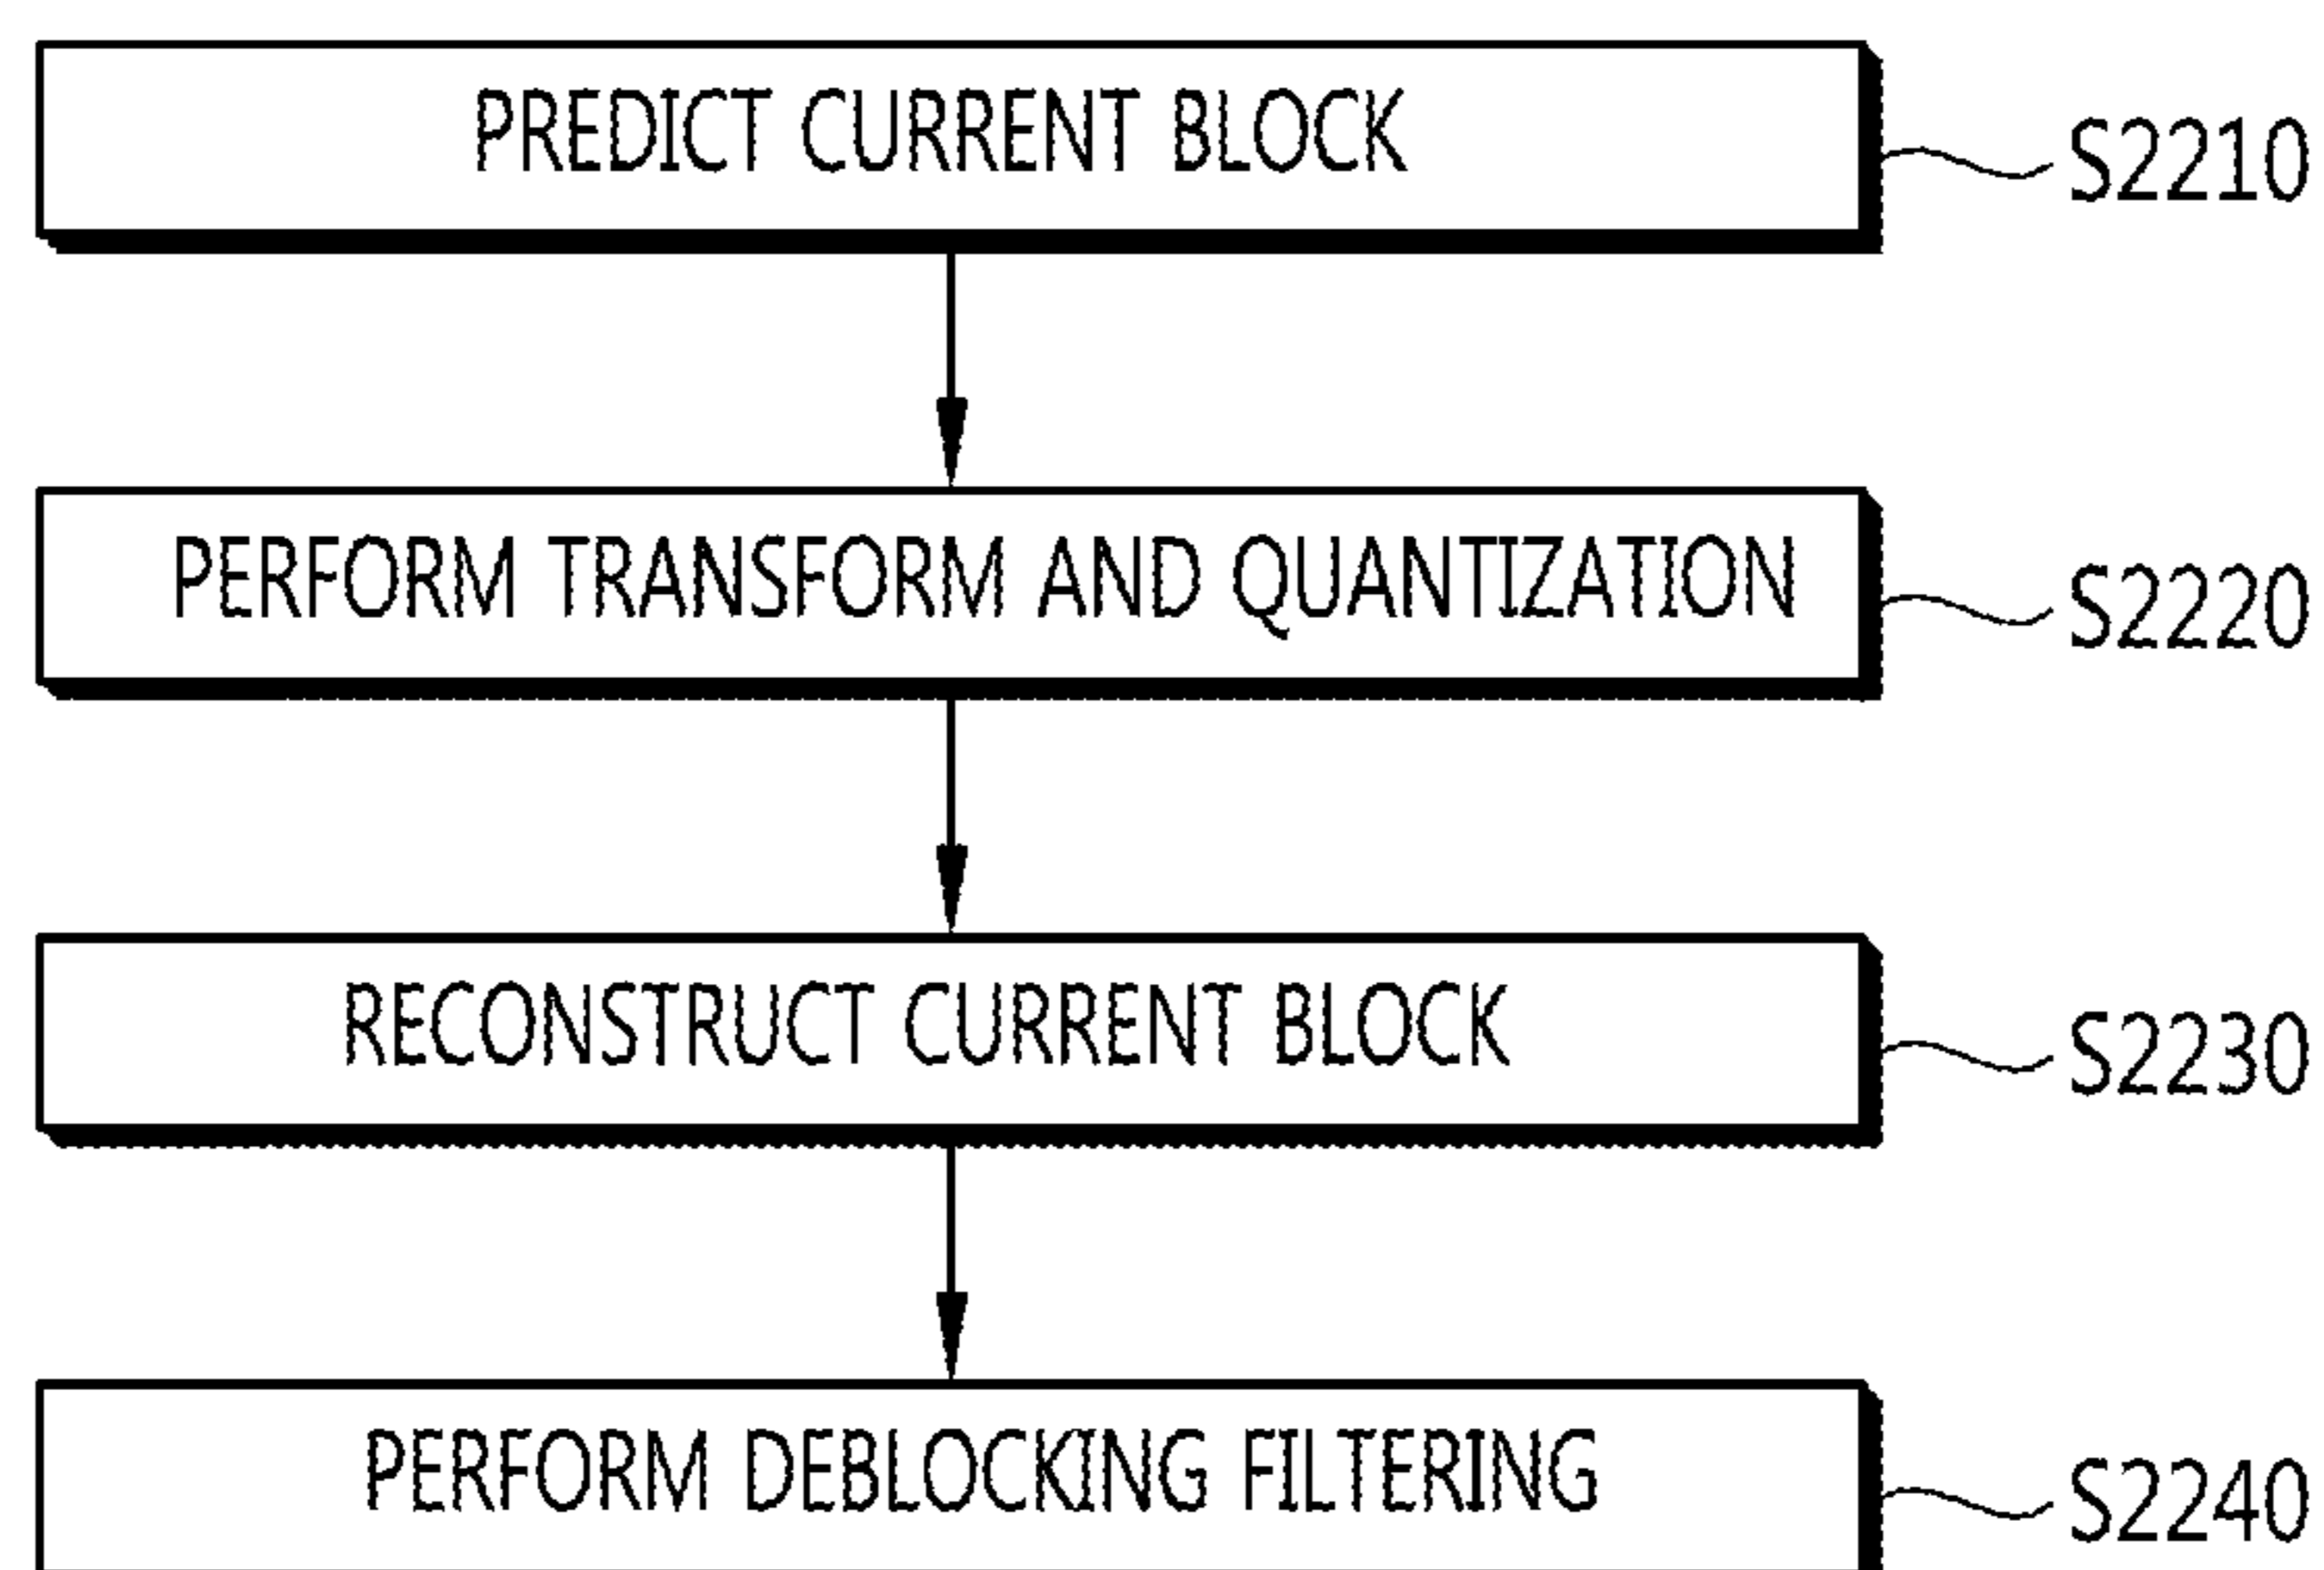 PREDICT CURRENT BLOCK
S2210
PERFORM TRANSFORM AND QUANTIZATION
S2220
RECONSTRUCT CURRENT BLOCK
S2230
PERFORM DEBLOCKING FILTERING
S2240